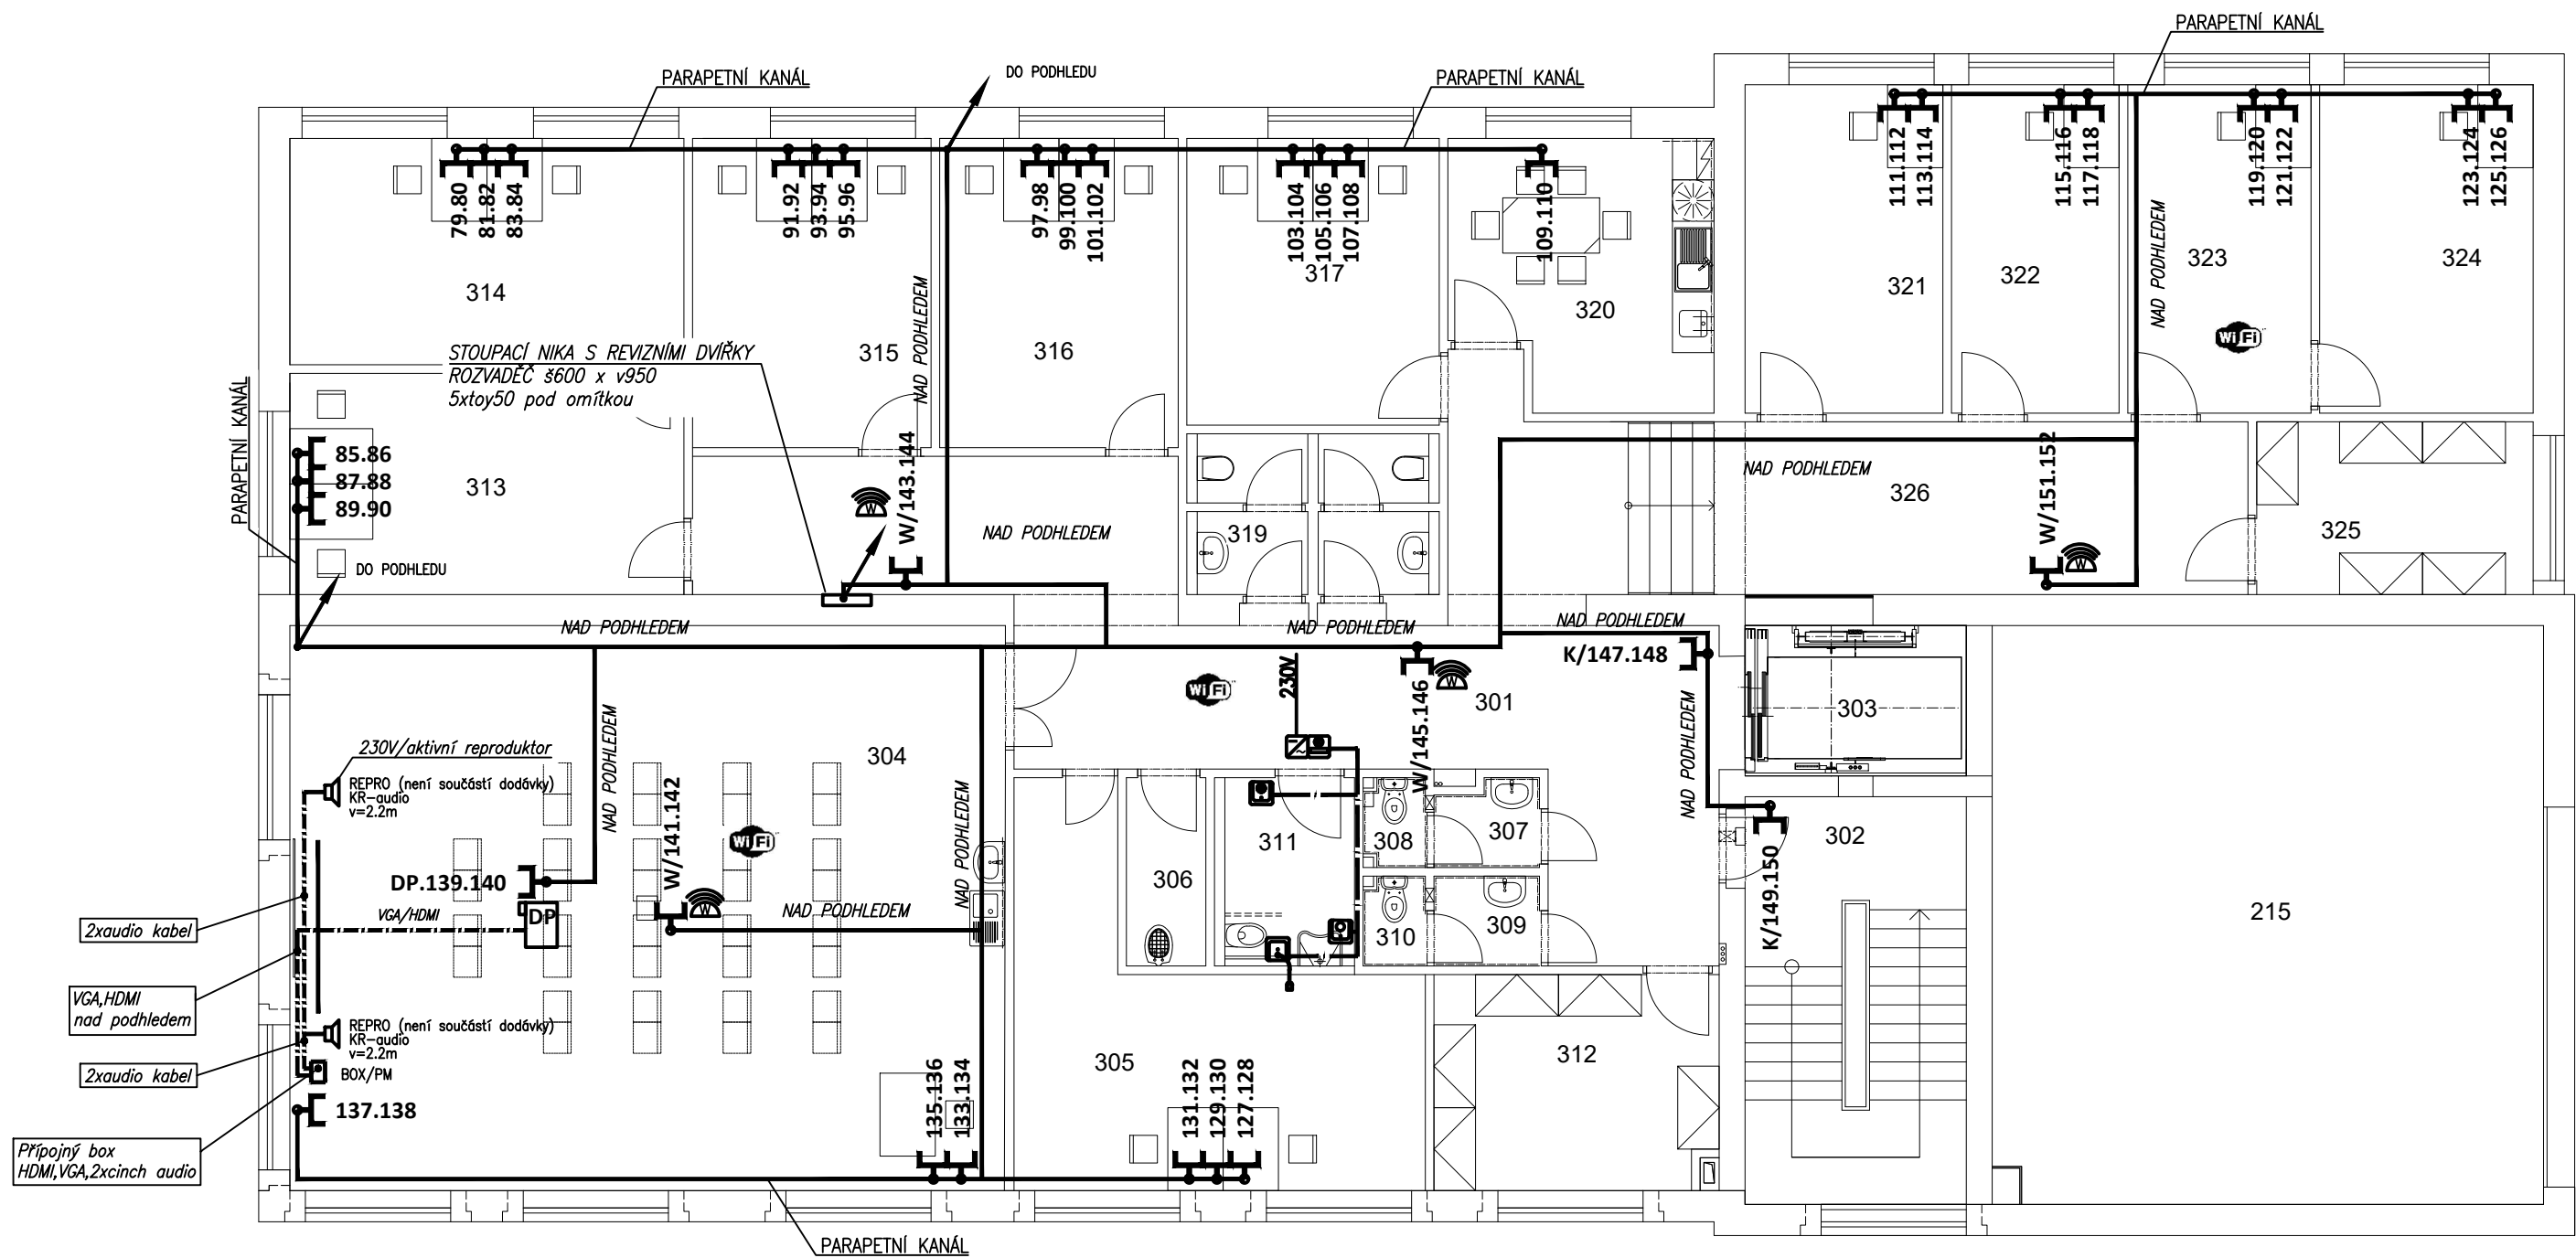 PARAPETNÍ KANÁL
DO PODHLEDU
PARAPETNÍ KANÁL
PARAPETNÍ KANÁL
79.80
81.82
83.84
91.92
93.94
95.96
97.98
99.100
101.102
103.104
105.106
107.108
109.110
111.112
113.114
115.116
117.118
119.120
121.122
123.124
125.126
314
315
316
317
320
321
322
323
324
NAD PODHLEDEM
NAD PODHLEDEM
Wi Fi
STOUPACÍ NIKA S REVIZNÍMI DVÍŘKY
ROZVADĚČ š600 x v950
5xtoy50 pod omítkou
PARAPETNÍ KANÁL
85.86
87.88
89.90
313
DO PODHLEDU
W/143.144
W
NAD PODHLEDEM
319
NAD PODHLEDEM
326
W/151.152
W
325
NAD PODHLEDEM
NAD PODHLEDEM
NAD PODHLEDEM
K/147.148
Wi Fi
230V
W/145.146
W
301
NAD PODHLEDEM
303
230V/aktivní reproduktor
REPRO (není součástí dodávky)
KR-audio
v=2.2m
NAD PODHLEDEM
304
W/141.142
Wi Fi
W
NAD PODHLEDEM
NAD PODHLEDEM
DP.139.140
DP
VGA/HDMI
306
311
308
307
310
309
302
K/149.150
215
2xaudio kabel
VGA,HDMI
nad podhledem
REPRO (není součástí dodávky)
KR-audio
v=2.2m
2xaudio kabel
BOX/PM
137.138
Přípojný box
HDMI,VGA,2xcinch audio
135.136
133.134
305
131.132
129.130
127.128
312
PARAPETNÍ KANÁL